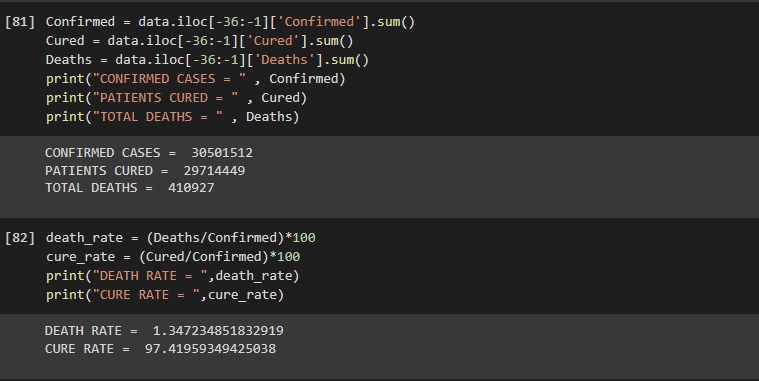 [81] Confirmed = data.iloc[-36:-1]['Confirmed'].sum()
Cured = data.iloc[-36:-1]['Cured'].sum()
Deaths = data.iloc[-36:-1]['Deaths'].sum()
print("CONFIRMED CASES = " , Confirmed)
print("PATIENTS CURED = " , Cured)
print("TOTAL DEATHS = " , Deaths)
CONFIRMED CASES =  30501512
PATIENTS CURED =  29714449
TOTAL DEATHS =  410927
[82] death_rate = (Deaths/Confirmed)*100
cure_rate = (Cured/Confirmed)*100
print("DEATH RATE = ",death_rate)
print("CURE RATE = ",cure_rate)
DEATH RATE =  1.347234851832919
CURE RATE =  97.41959349425038